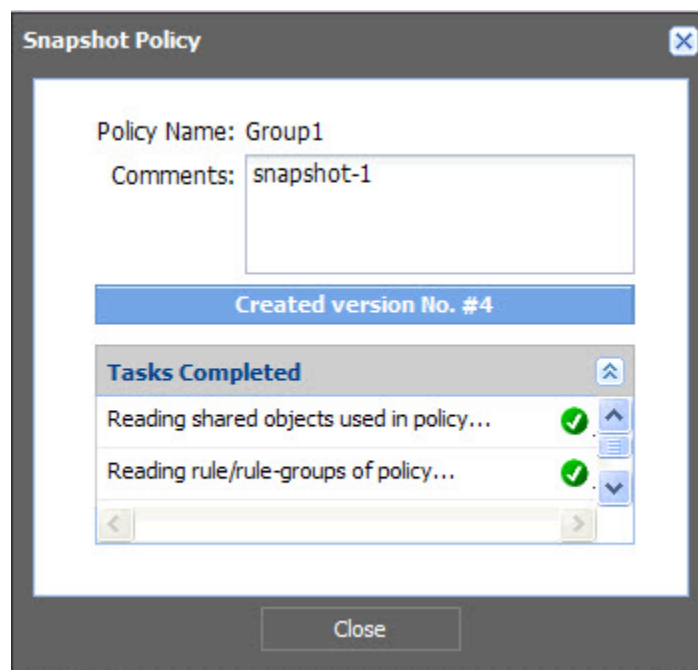 Snapshot Policy
Policy Name: Group1
Comments: snapshot-1
Created version No. #4
Tasks Completed
Reading shared objects used in policy...
Reading rule/rule-groups of policy...
Close